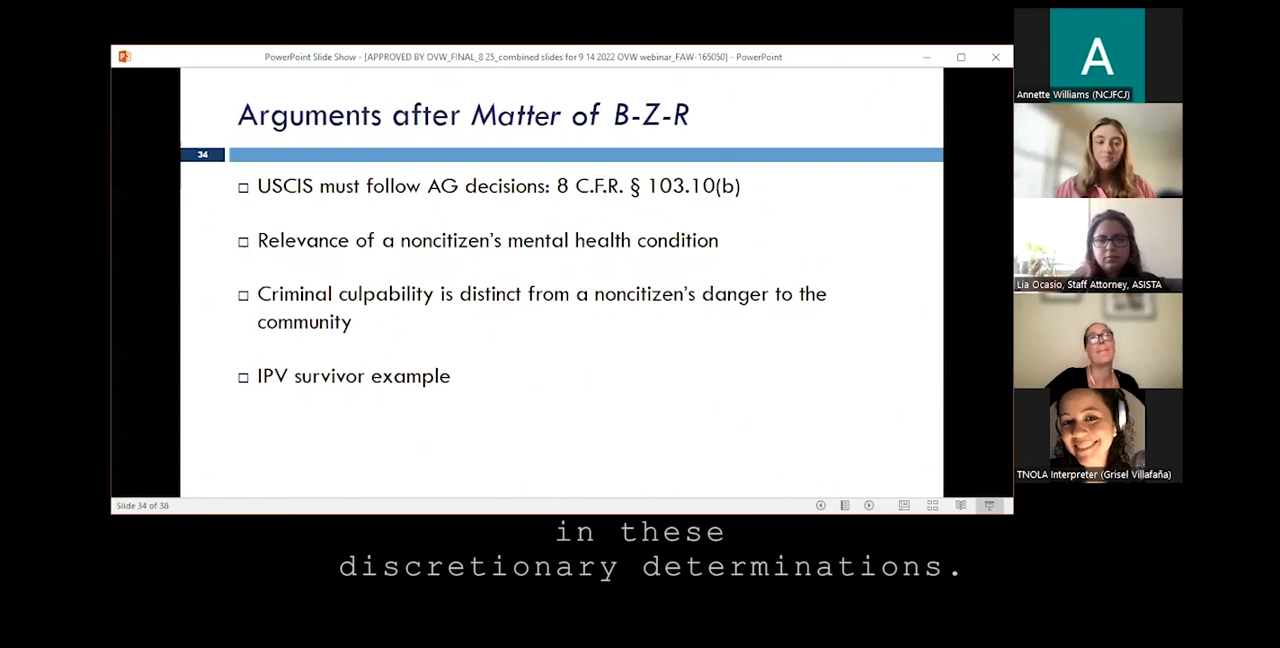 PowerPoint Slide Show - [APPROVED BY OVW_FINAL_8 25_combined slides for 9 14 2022 OVW webinar_FAW-165050] - PowerPoint
Arguments after Matter of B-Z-R
34
USCIS must follow AG decisions: 8 C.F.R. § 103.10(b)
Relevance of a noncitizen's mental health condition
Criminal culpability is distinct from a noncitizen's danger to the
community
IPV survivor example
Slide 34 of 38
A
Annette Williams (NCJFCJ)
Lia Ocasio, Staff Attorney, ASISTA
TNOLA Interpreter (Grisel Villafaña)
in these
discretionary determinations.